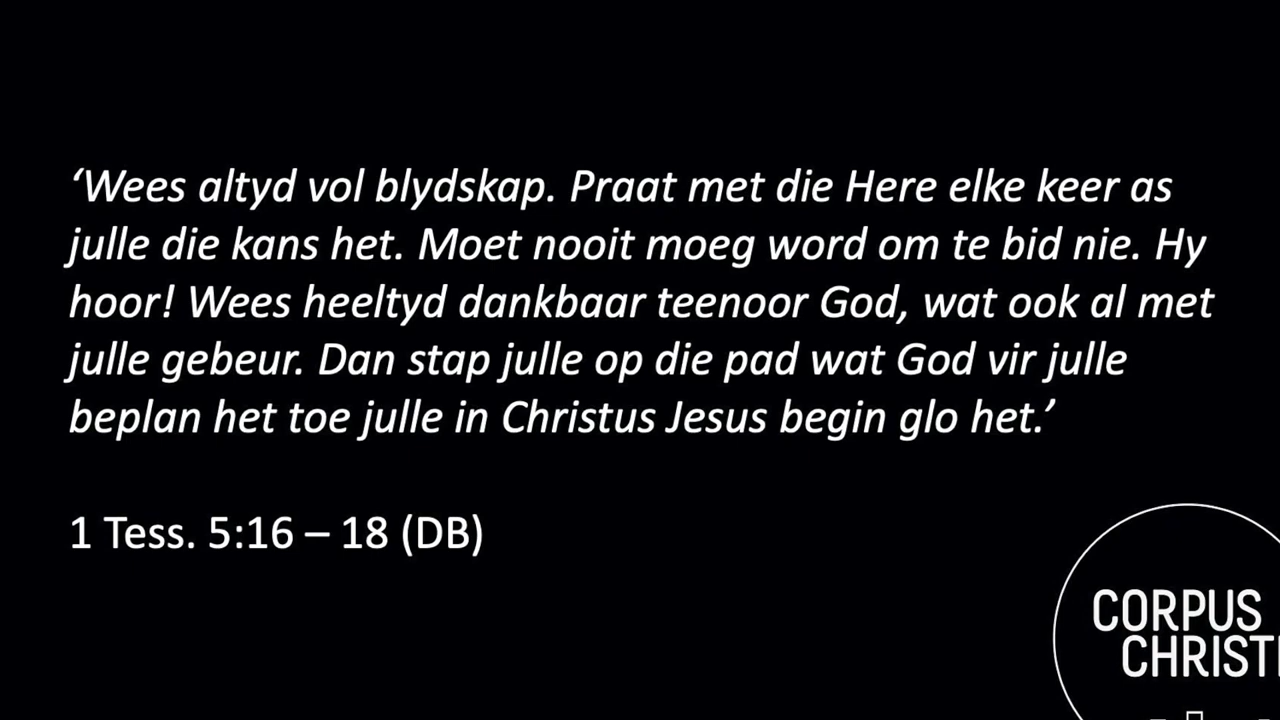 ‘Wees altyd vol blydskap. Praat met die Here elke keer as
julle die kans het. Moet nooit moeg word om te bid nie. Hy
hoor! Wees heeltyd dankbaar teenoor God, wat ook al met
julle gebeur. Dan stap julle op die pad wat God vir julle
beplan het toe julle in Christus Jesus begin glo het.’
1 Tess. 5:16 – 18 (DB)
CORPUS
CHRISTI